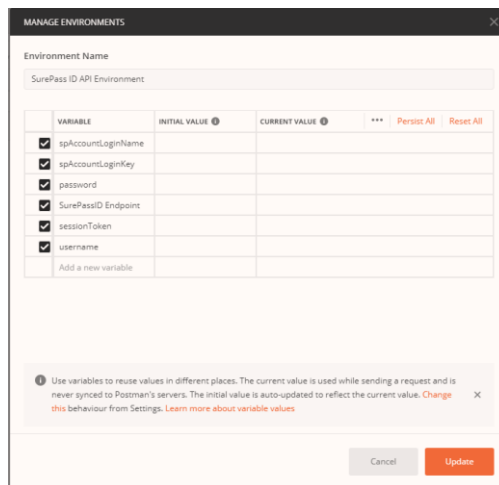 MANAGE ENVIRONMENTS
Environment Name
SurePass ID API Environment
VARIABLE INITIAL VALUE CURRENT VALUE Persist All Reset All
spAccountLoginName
spAccountLoginKey
password
SurePassID Endpoint
sessionToken
username
Add a new variable
Use variables to reuse values in different places. The current value is used while sending a request and is
never synced to Postman's servers. The initial value is auto-updated to reflect the current value. Change
this behaviour from Settings. Learn more about variable values
Cancel Update